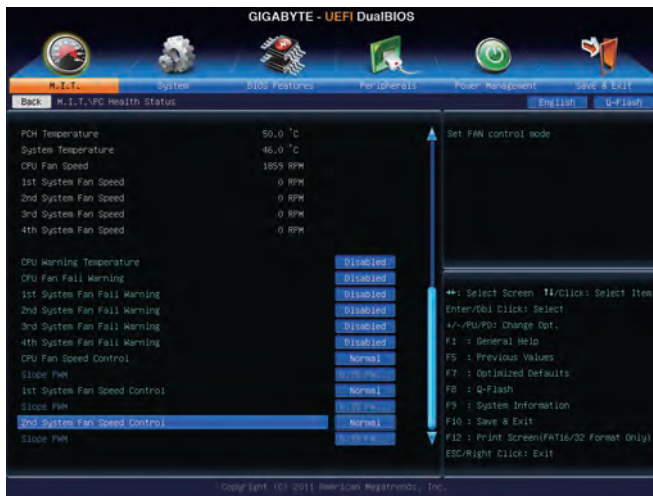 GIGABYTE - UEFI DualBIOS
M.I.T.
System
BIOS Features
Peripherals
Power Management
Save & Exit
Back
M.I.T.\PC Health Status
English
Q-Flash
PCH Temperature 50.0 °C
System Temperature 46.0 °C
CPU Fan Speed 1859 RPM
1st System Fan Speed 0 RPM
2nd System Fan Speed 0 RPM
3rd System Fan Speed 0 RPM
4th System Fan Speed 0 RPM
CPU Warning Temperature Disabled
CPU Fan Fail Warning Disabled
1st System Fan Fail Warning Disabled
2nd System Fan Fail Warning Disabled
3rd System Fan Fail Warning Disabled
4th System Fan Fail Warning Disabled
CPU Fan Speed Control Normal
Slope PWM
1st System Fan Speed Control Normal
Slope PWM
2nd System Fan Speed Control Normal
Slope PWM
Set FAN control mode
↔: Select Screen ↑↓/Click: Select Item
Enter/Dbl Click: Select
+/-/PU/PD: Change Opt.
F1 : General Help
F5 : Previous Values
F7 : Optimized Defaults
F8 : Q-Flash
F9 : System Information
F10 : Save & Exit
F12 : Print Screen(FAT16/32 Format Only)
ESC/Right Click: Exit
Copyright (C) 2011 American Megatrends, Inc.